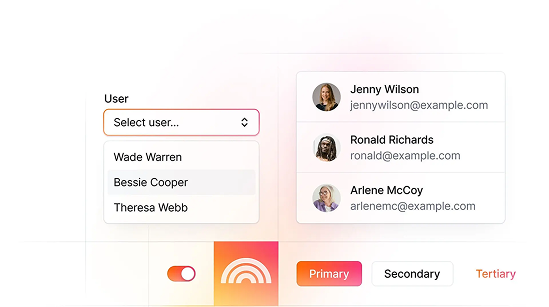 User
Select user...
Wade Warren
Bessie Cooper
Theresa Webb
Jenny Wilson
jennywilson@example.com
Ronald Richards
ronald@example.com
Arlene McCoy
arlenemc@example.com
Primary
Secondary
Tertiary